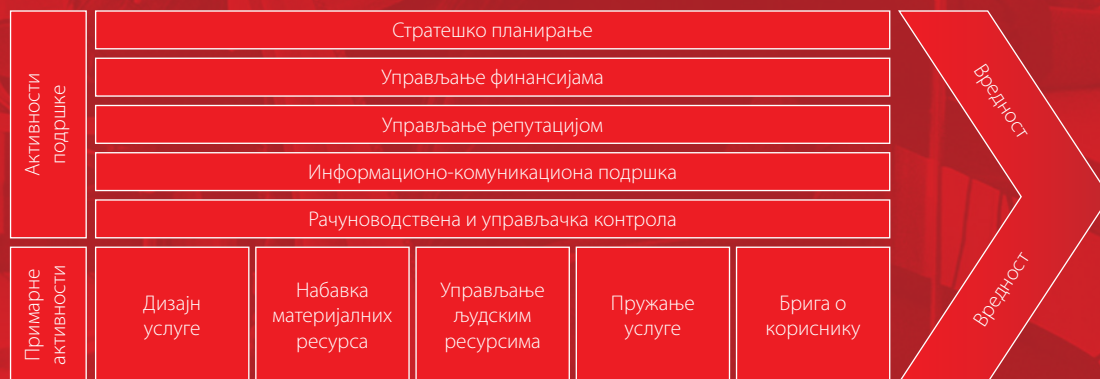 Активности
подршке
Стратешко планирање
Управљање финансијама
Управљање репутацијом
Информационо-комуникациона подршка
Рачуноводствена и управљачка контрола
Примарне
активности
Дизајн
услуге
Набавка
материјалних
ресурса
Управљање
људским
ресурсима
Пружање
услуге
Брига о
кориснику
Вредност
Вредност